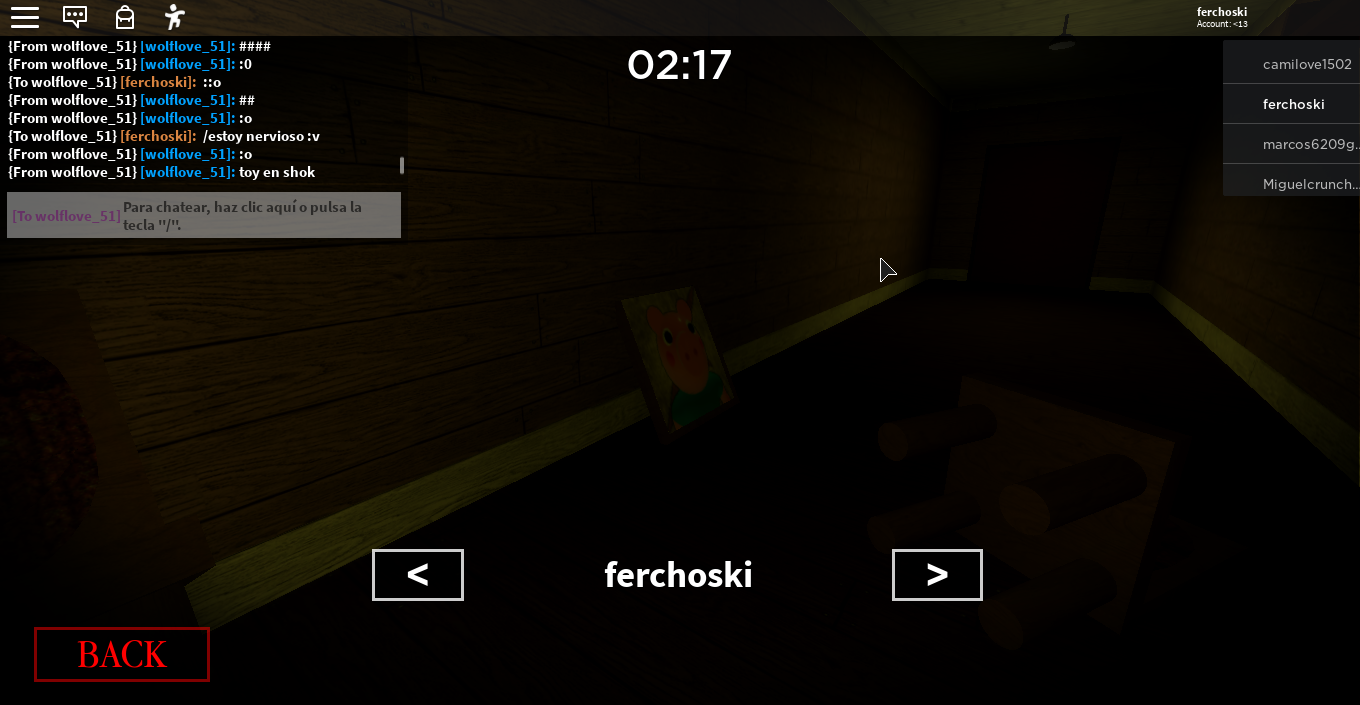 ferchoski
Account: <13
{From wolflove_51} [wolflove_51]: ####
{From wolflove_51} [wolflove_51]: :0
{To wolflove_51} [ferchoski]: ::o
{From wolflove_51} [wolflove_51]: ##
{From wolflove_51} [wolflove_51]: :o
{To wolflove_51} [ferchoski]: /estoy nervioso :v
{From wolflove_51} [wolflove_51]: :o
{From wolflove_51} [wolflove_51]: toy en shok
[To wolflove_51] Para chatear, haz clic aquí o pulsa la
tecla "/".
02:17
camilove1502
ferchoski
marcos6209g...
Miguelcrunch...
< ferchoski >
BACK